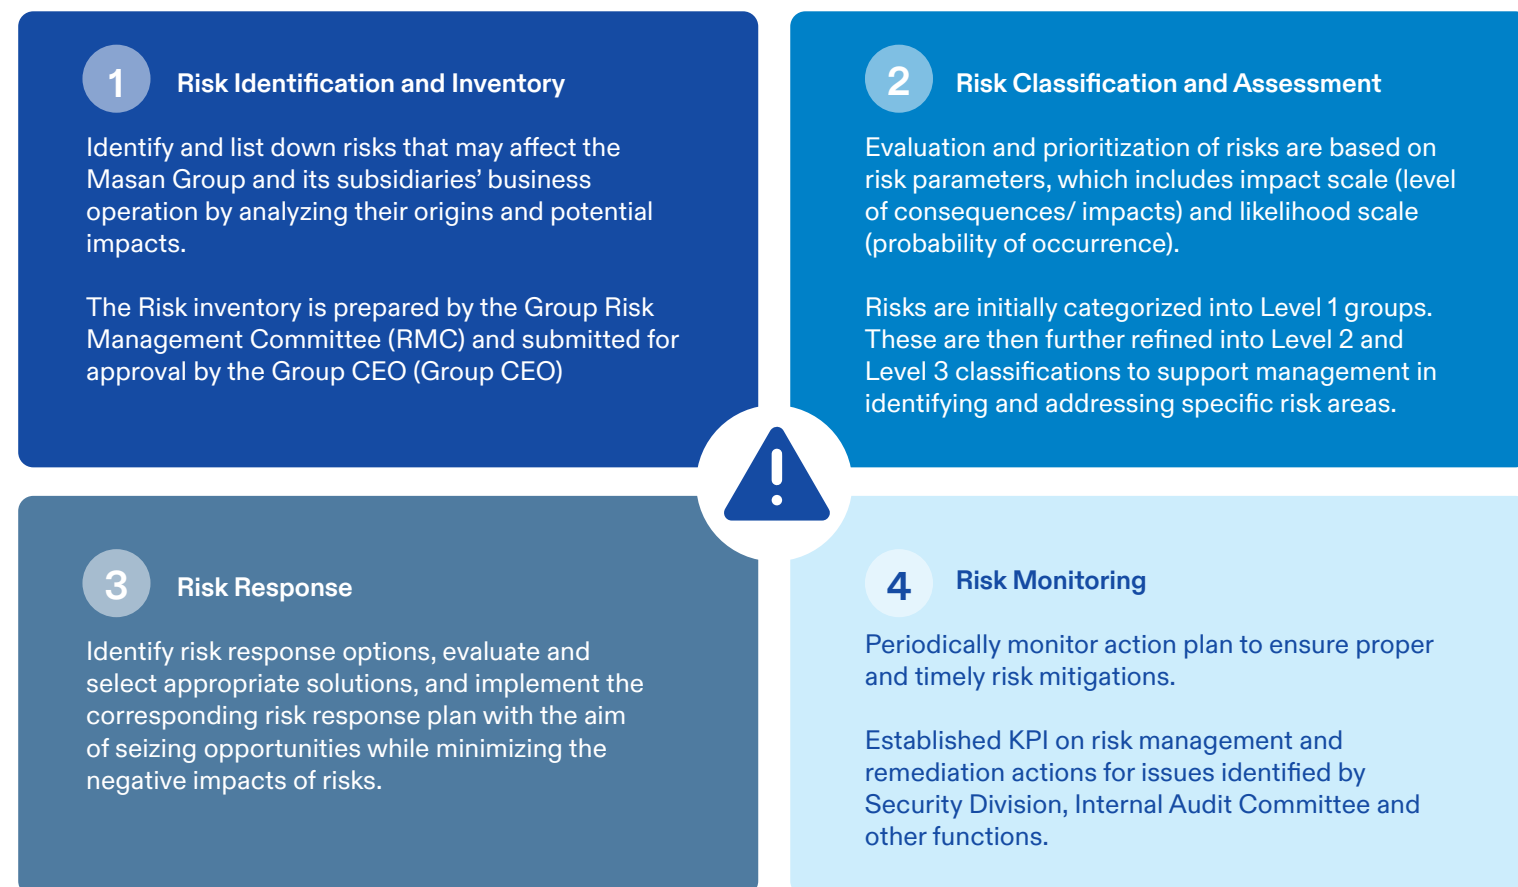 1
Risk Identification and Inventory
Identify and list down risks that may affect the
Masan Group and its subsidiaries’ business
operation by analyzing their origins and potential
impacts.
The Risk inventory is prepared by the Group Risk
Management Committee (RMC) and submitted for
approval by the Group CEO (Group CEO)
2
Risk Classification and Assessment
Evaluation and prioritization of risks are based on
risk parameters, which includes impact scale (level
of consequences/ impacts) and likelihood scale
(probability of occurrence).
Risks are initially categorized into Level 1 groups.
These are then further refined into Level 2 and
Level 3 classifications to support management in
identifying and addressing specific risk areas.
3
Risk Response
Identify risk response options, evaluate and
select appropriate solutions, and implement the
corresponding risk response plan with the aim
of seizing opportunities while minimizing the
negative impacts of risks.
4
Risk Monitoring
Periodically monitor action plan to ensure proper
and timely risk mitigations.
Established KPI on risk management and
remediation actions for issues identified by
Security Division, Internal Audit Committee and
other functions.